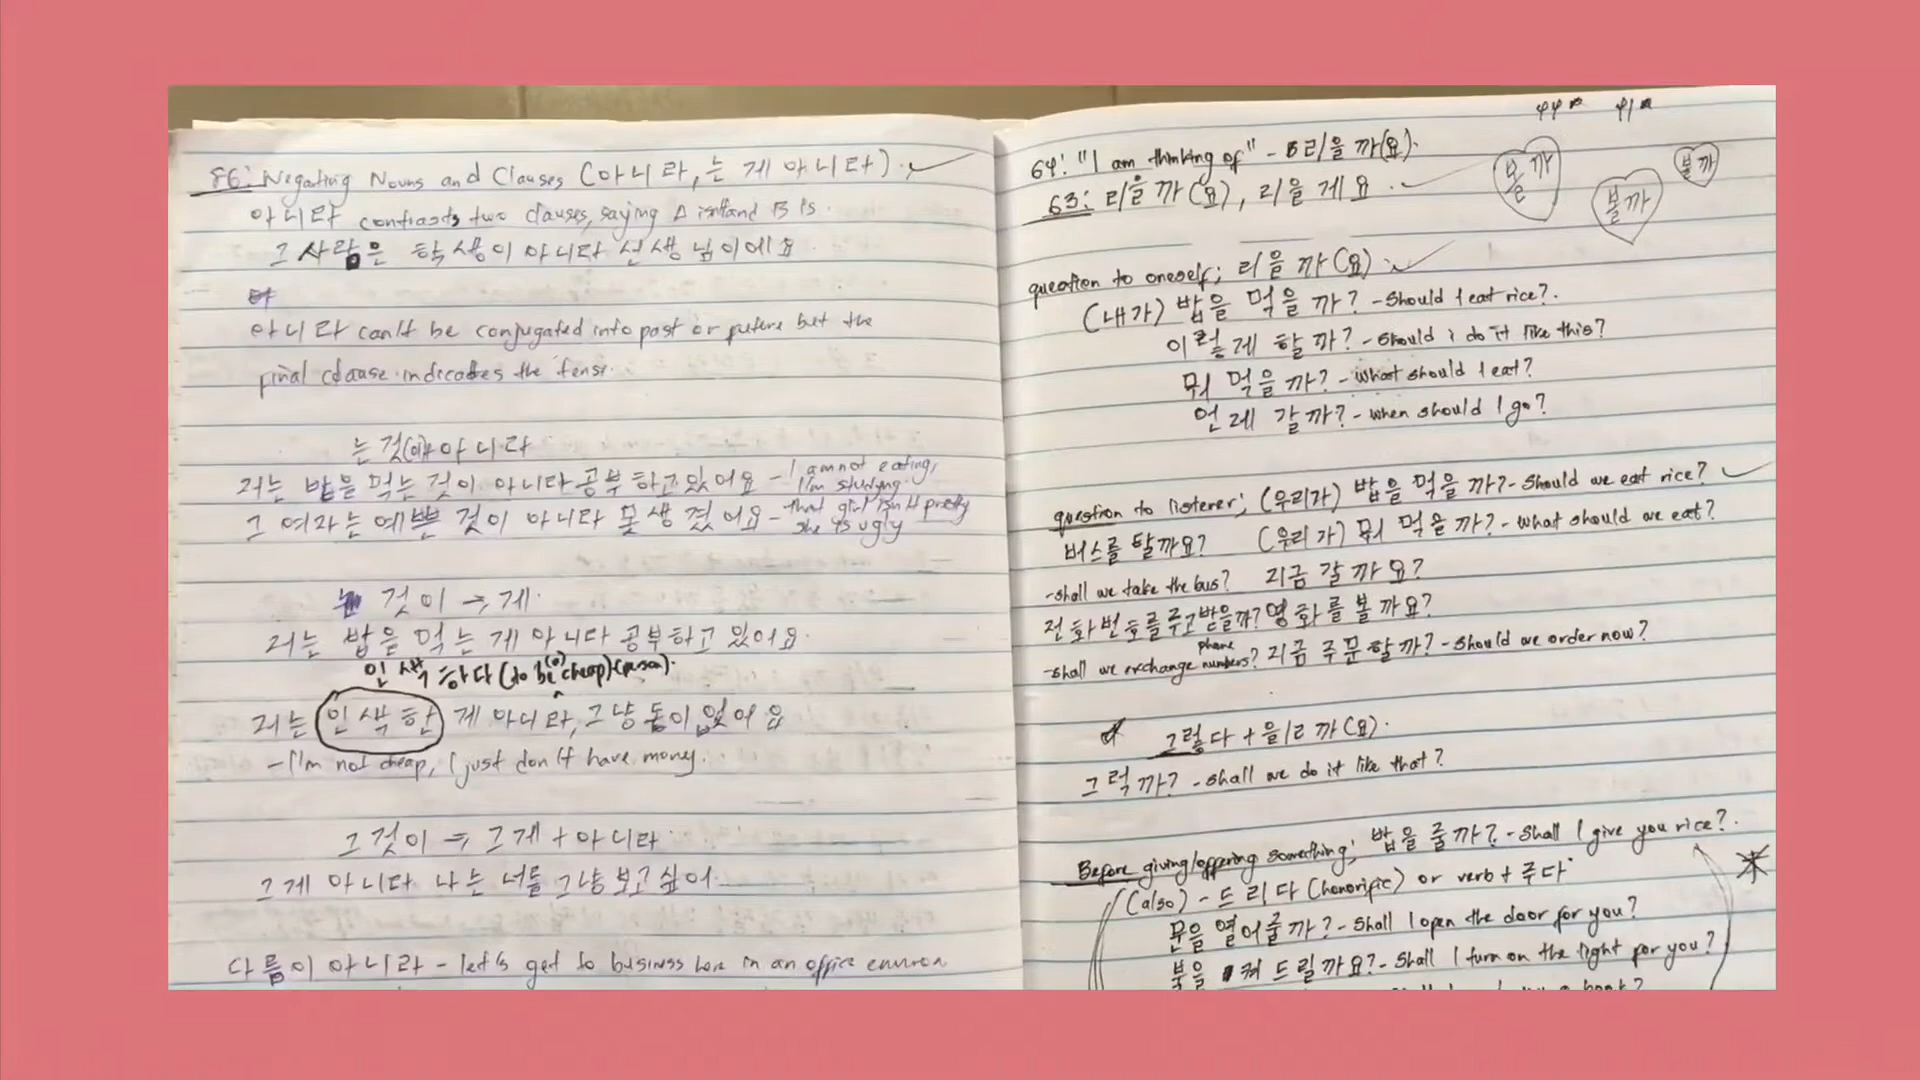 86: Negating Nouns and Clauses (아니라, 는 게 아니라).
아니라 contrasts two clauses, saying A isn't and B is.
그 사람은 학생이 아니라 선생님이에요
아니라 can't be conjugated into past or future but the
final clause indicates the tense.
는 것(이) 아니라
저는 밥을 먹는 것이 아니라 공부하고 있어요 - I am not eating,
I'm studying.
그 여자는 예쁜 것이 아니라 못생겼어요 - that girl isn't pretty
she is ugly
는 것이 → 게
저는 밥을 먹는 게 아니라 공부하고 있어요
인색하다 (to be (o) cheap) (person).
저는 인색한 게 아니라, 그냥 돈이 없어요
- I'm not cheap, I just don't have money.
그것이 → 그게 + 아니라
그게 아니라 나는 너를 그냥 보고싶어
다름이 아니라 - let's get to business here in an office environ
44 41
64: "I am thinking of" - ㄹ/을까(요).
63: ㄹ/을까(요), ㄹ/을게요.
볼까
볼까
볼까
question to oneself; ㄹ/을까(요)
(내가) 밥을 먹을까? - Should I eat rice?
이렇게 할까? - Should i do it like this?
뭐 먹을까? - What should I eat?
언제 갈까? - when should I go?
question to listener; (우리가) 밥을 먹을까? - Should we eat rice?
버스를 탈까요? (우리가) 뭐 먹을까? - What should we eat?
- shall we take the bus? 지금 갈까요?
전화번호를 주고받을까? 영화를 볼까요?
- shall we exchange phone numbers? 지금 주문할까? - Should we order now?
그렇다 + 을/ㄹ까(요).
그럴까? - Shall we do it like that?
Before giving/offering something; 밥을 줄까? - Shall I give you rice?
(also) - 드리다 (honorific) or verb + 주다
문을 열어줄까? - Shall I open the door for you?
불을 켜 드릴까요? - Shall I turn on the light for you?